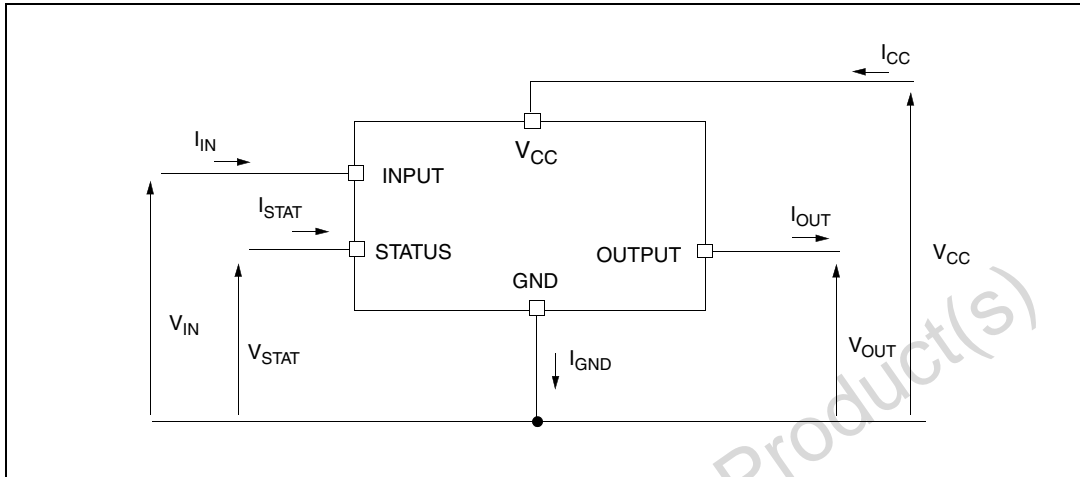 I_CC
V_CC
I_IN
INPUT
I_STAT
STATUS
I_OUT
OUTPUT
V_CC
GND
V_IN
V_STAT
I_GND
V_OUT
Product(s)